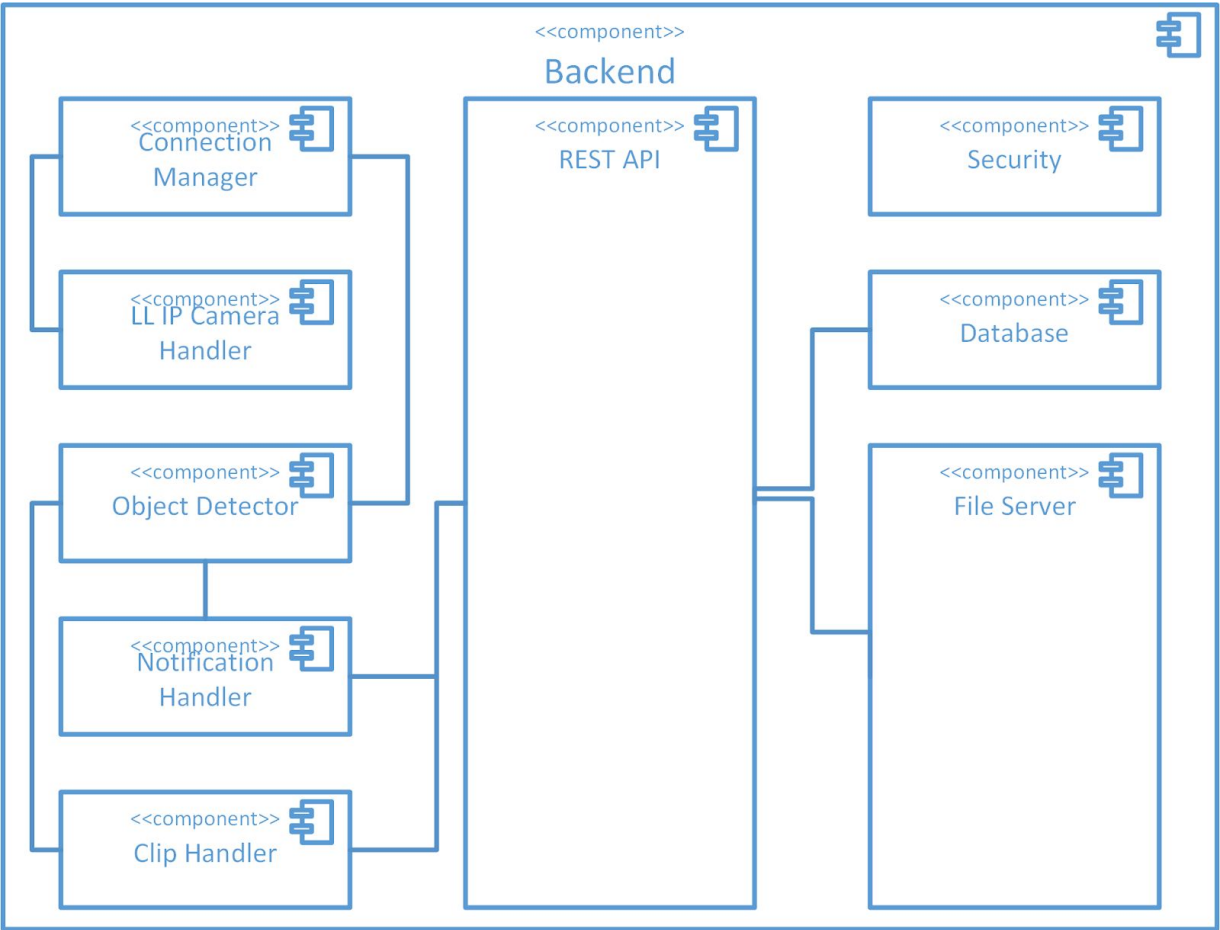 <<component>>
Backend
<<component>>
Connection
Manager
<<component>>
LL IP Camera
Handler
<<component>>
Object Detector
<<component>>
Notification
Handler
<<component>>
Clip Handler
<<component>>
REST API
<<component>>
Security
<<component>>
Database
<<component>>
File Server